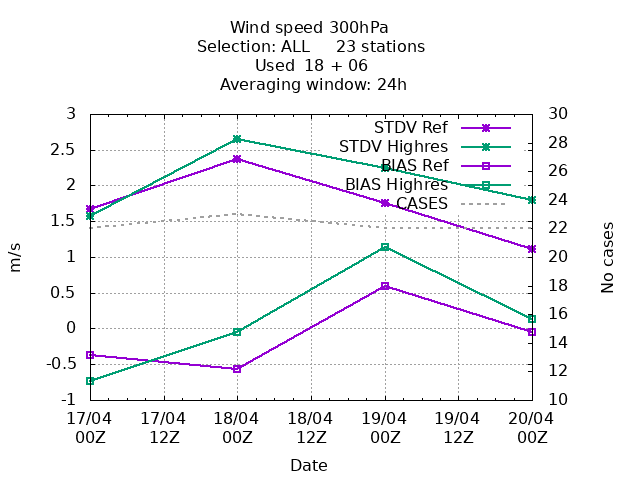 Wind speed 300hPa
Selection: ALL     23 stations
Used  18 + 06
Averaging window: 24h
3
2.5
2
1.5
1
0.5
0
-0.5
-1
m/s
30
28
26
24
22
20
18
16
14
12
10
No cases
STDV Ref
STDV Highres
BIAS Ref
BIAS Highres
CASES
17/04
00Z
17/04
12Z
18/04
00Z
18/04
12Z
19/04
00Z
19/04
12Z
20/04
00Z
Date